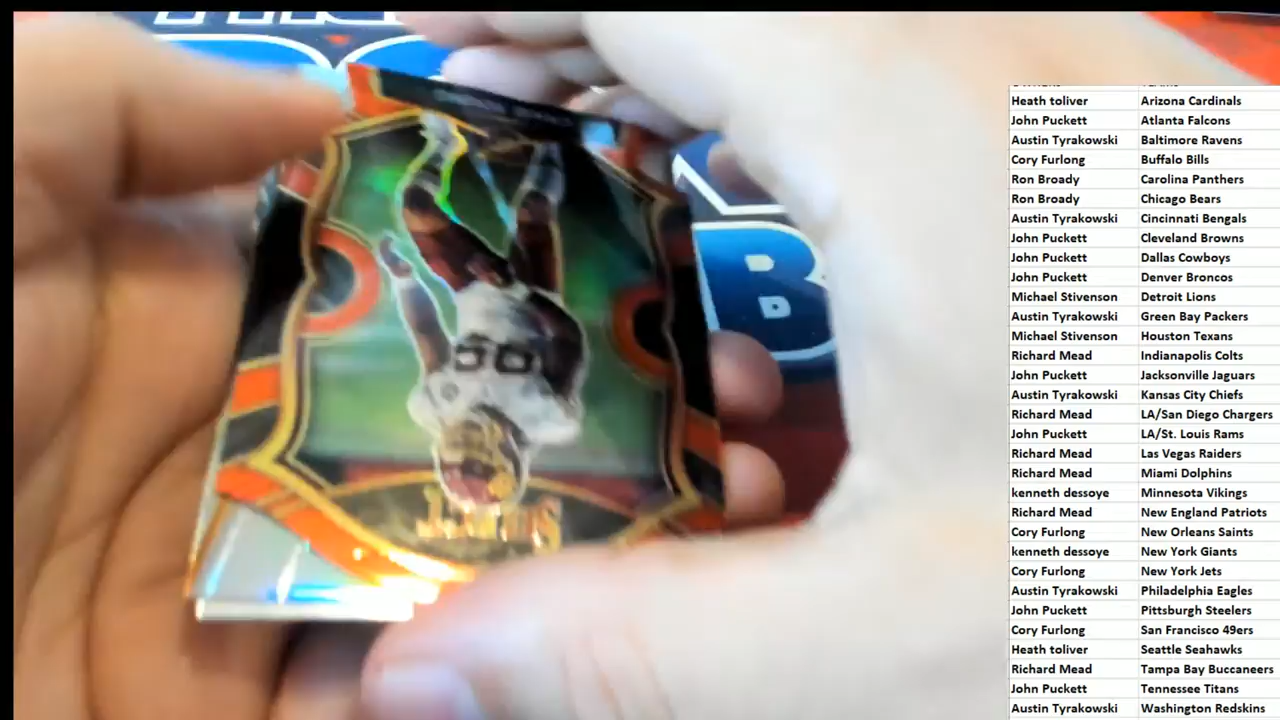 Heath toliver Arizona Cardinals
John Puckett Atlanta Falcons
Austin Tyrakowski Baltimore Ravens
Cory Furlong Buffalo Bills
Ron Broady Carolina Panthers
Ron Broady Chicago Bears
Austin Tyrakowski Cincinnati Bengals
John Puckett Cleveland Browns
John Puckett Dallas Cowboys
John Puckett Denver Broncos
Michael Stivenson Detroit Lions
Austin Tyrakowski Green Bay Packers
Michael Stivenson Houston Texans
Richard Mead Indianapolis Colts
John Puckett Jacksonville Jaguars
Austin Tyrakowski Kansas City Chiefs
Richard Mead LA/San Diego Chargers
John Puckett LA/St. Louis Rams
Richard Mead Las Vegas Raiders
Richard Mead Miami Dolphins
kenneth dessoye Minnesota Vikings
Richard Mead New England Patriots
Cory Furlong New Orleans Saints
kenneth dessoye New York Giants
Cory Furlong New York Jets
Austin Tyrakowski Philadelphia Eagles
John Puckett Pittsburgh Steelers
Cory Furlong San Francisco 49ers
Heath toliver Seattle Seahawks
Richard Mead Tampa Bay Buccaneers
John Puckett Tennessee Titans
Austin Tyrakowski Washington Redskins
B